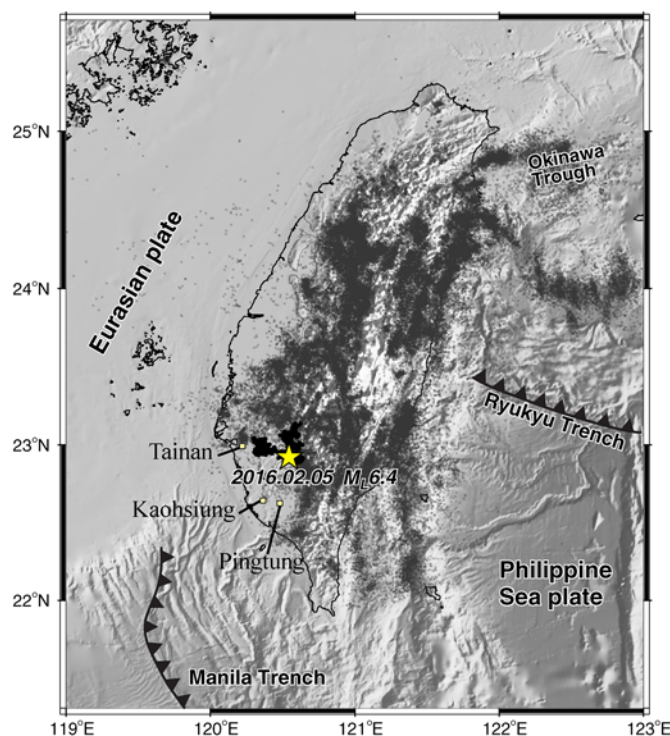 25°N
Okinawa
Trough
Eurasian plate
24°N
Ryukyu Trench
23°N
Tainan
2016.02.05 ML6.4
Kaohsiung
Pingtung
Philippine
Sea plate
22°N
Manila Trench
119°E 120°E 121°E 122°E 123°E